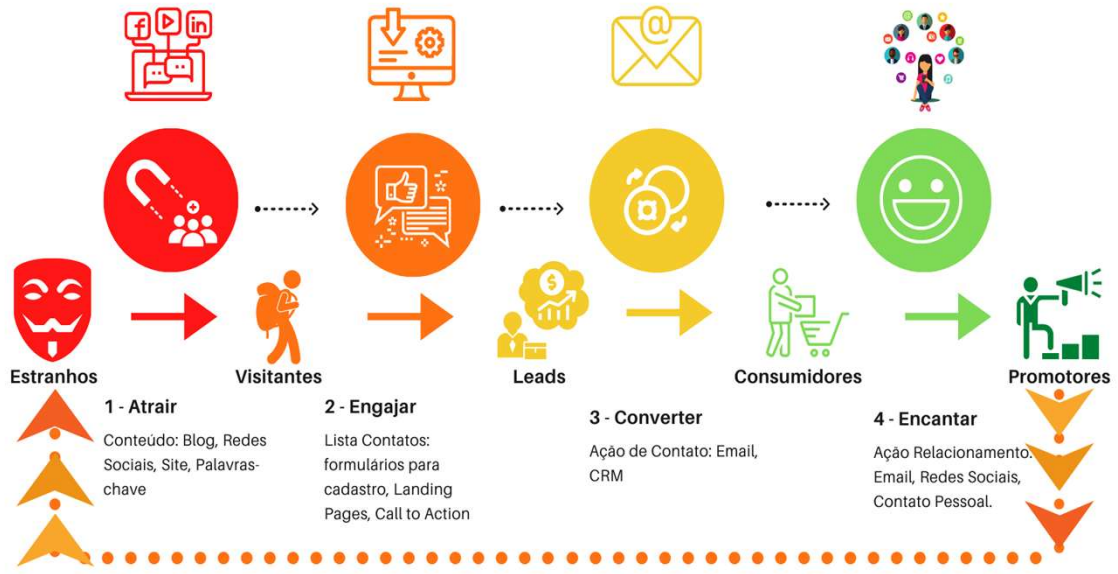 Estranhos
Visitantes
Leads
Consumidores
Promotores
1 - Atrair
Conteúdo: Blog, Redes
Sociais, Site, Palavras-
chave
2 - Engajar
Lista Contatos:
formulários para
cadastro, Landing
Pages, Call to Action
3 - Converter
Ação de Contato: Email,
CRM
4 - Encantar
Ação Relacionamento:
Email, Redes Sociais,
Contato Pessoal.